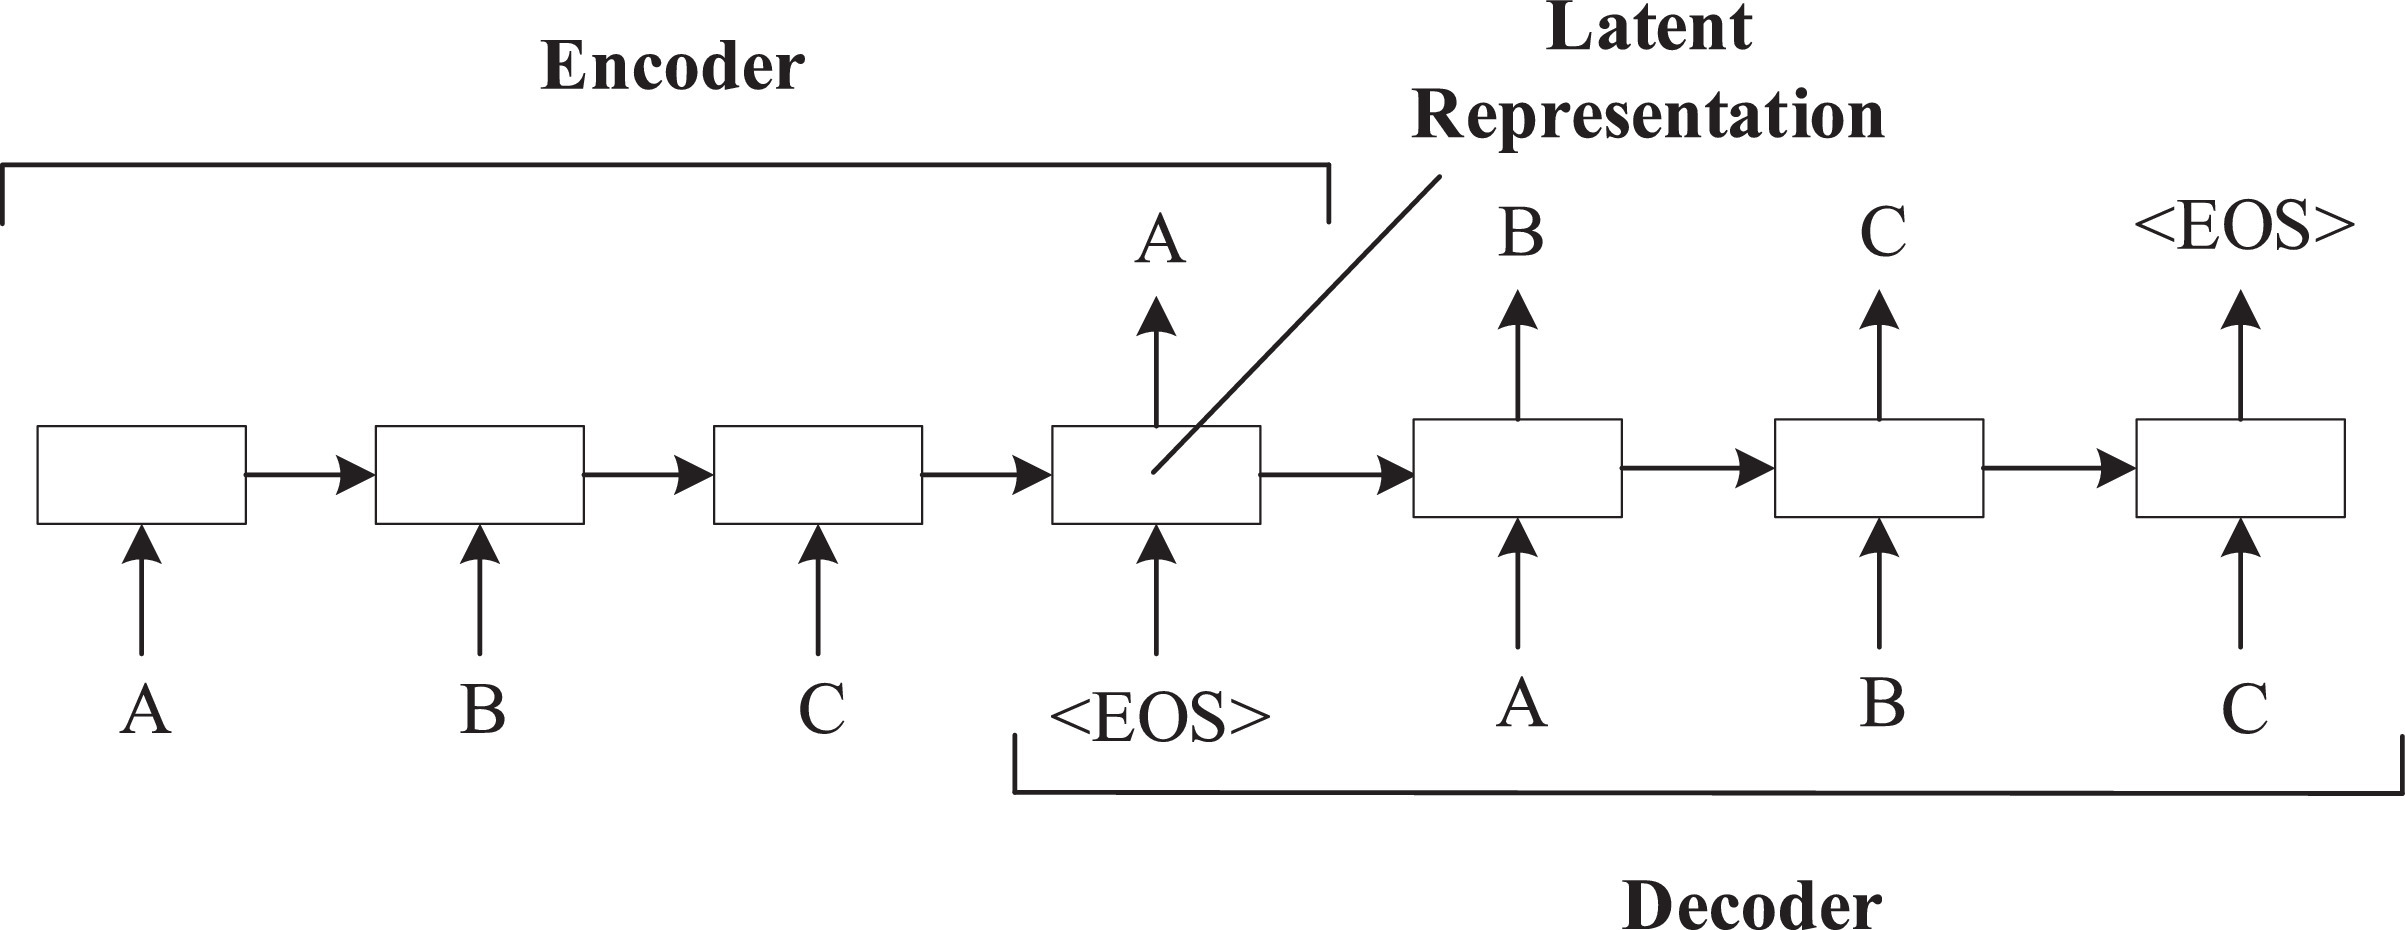 Encoder
Latent
Representation
A
B
C
<EOS>
A
B
C
<EOS>
A
B
C
Decoder